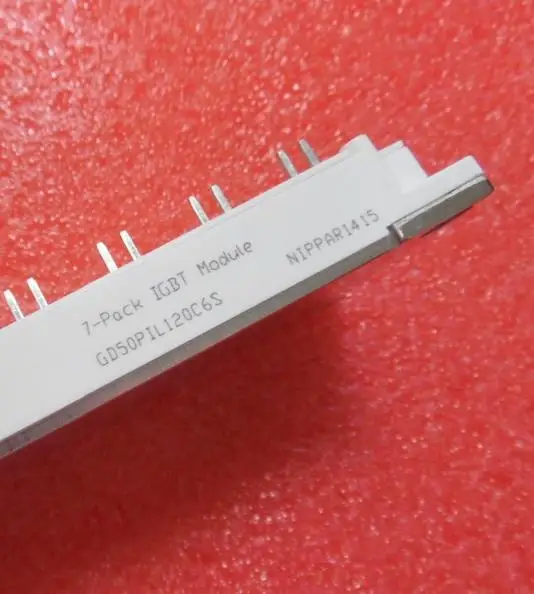 7-Pack IGBT Module
GD50PIL120C6S
NIPPAR1415